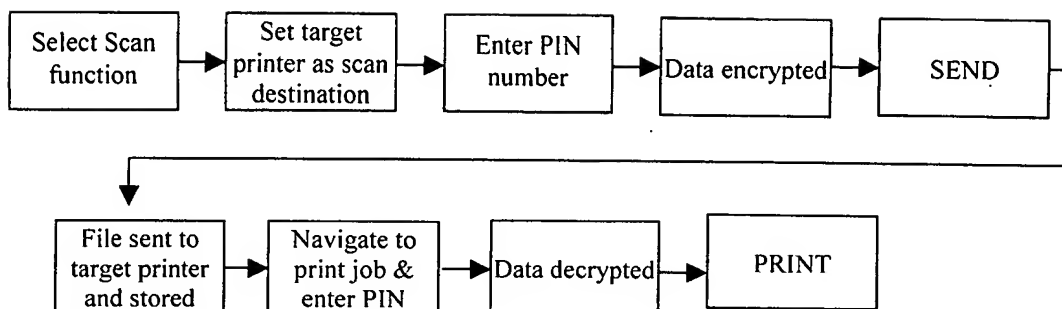 Select Scan
function
Set target
printer as scan
destination
Enter PIN
number
Data encrypted
SEND
File sent to
target printer
and stored
Navigate to
print job &
enter PIN
Data decrypted
PRINT